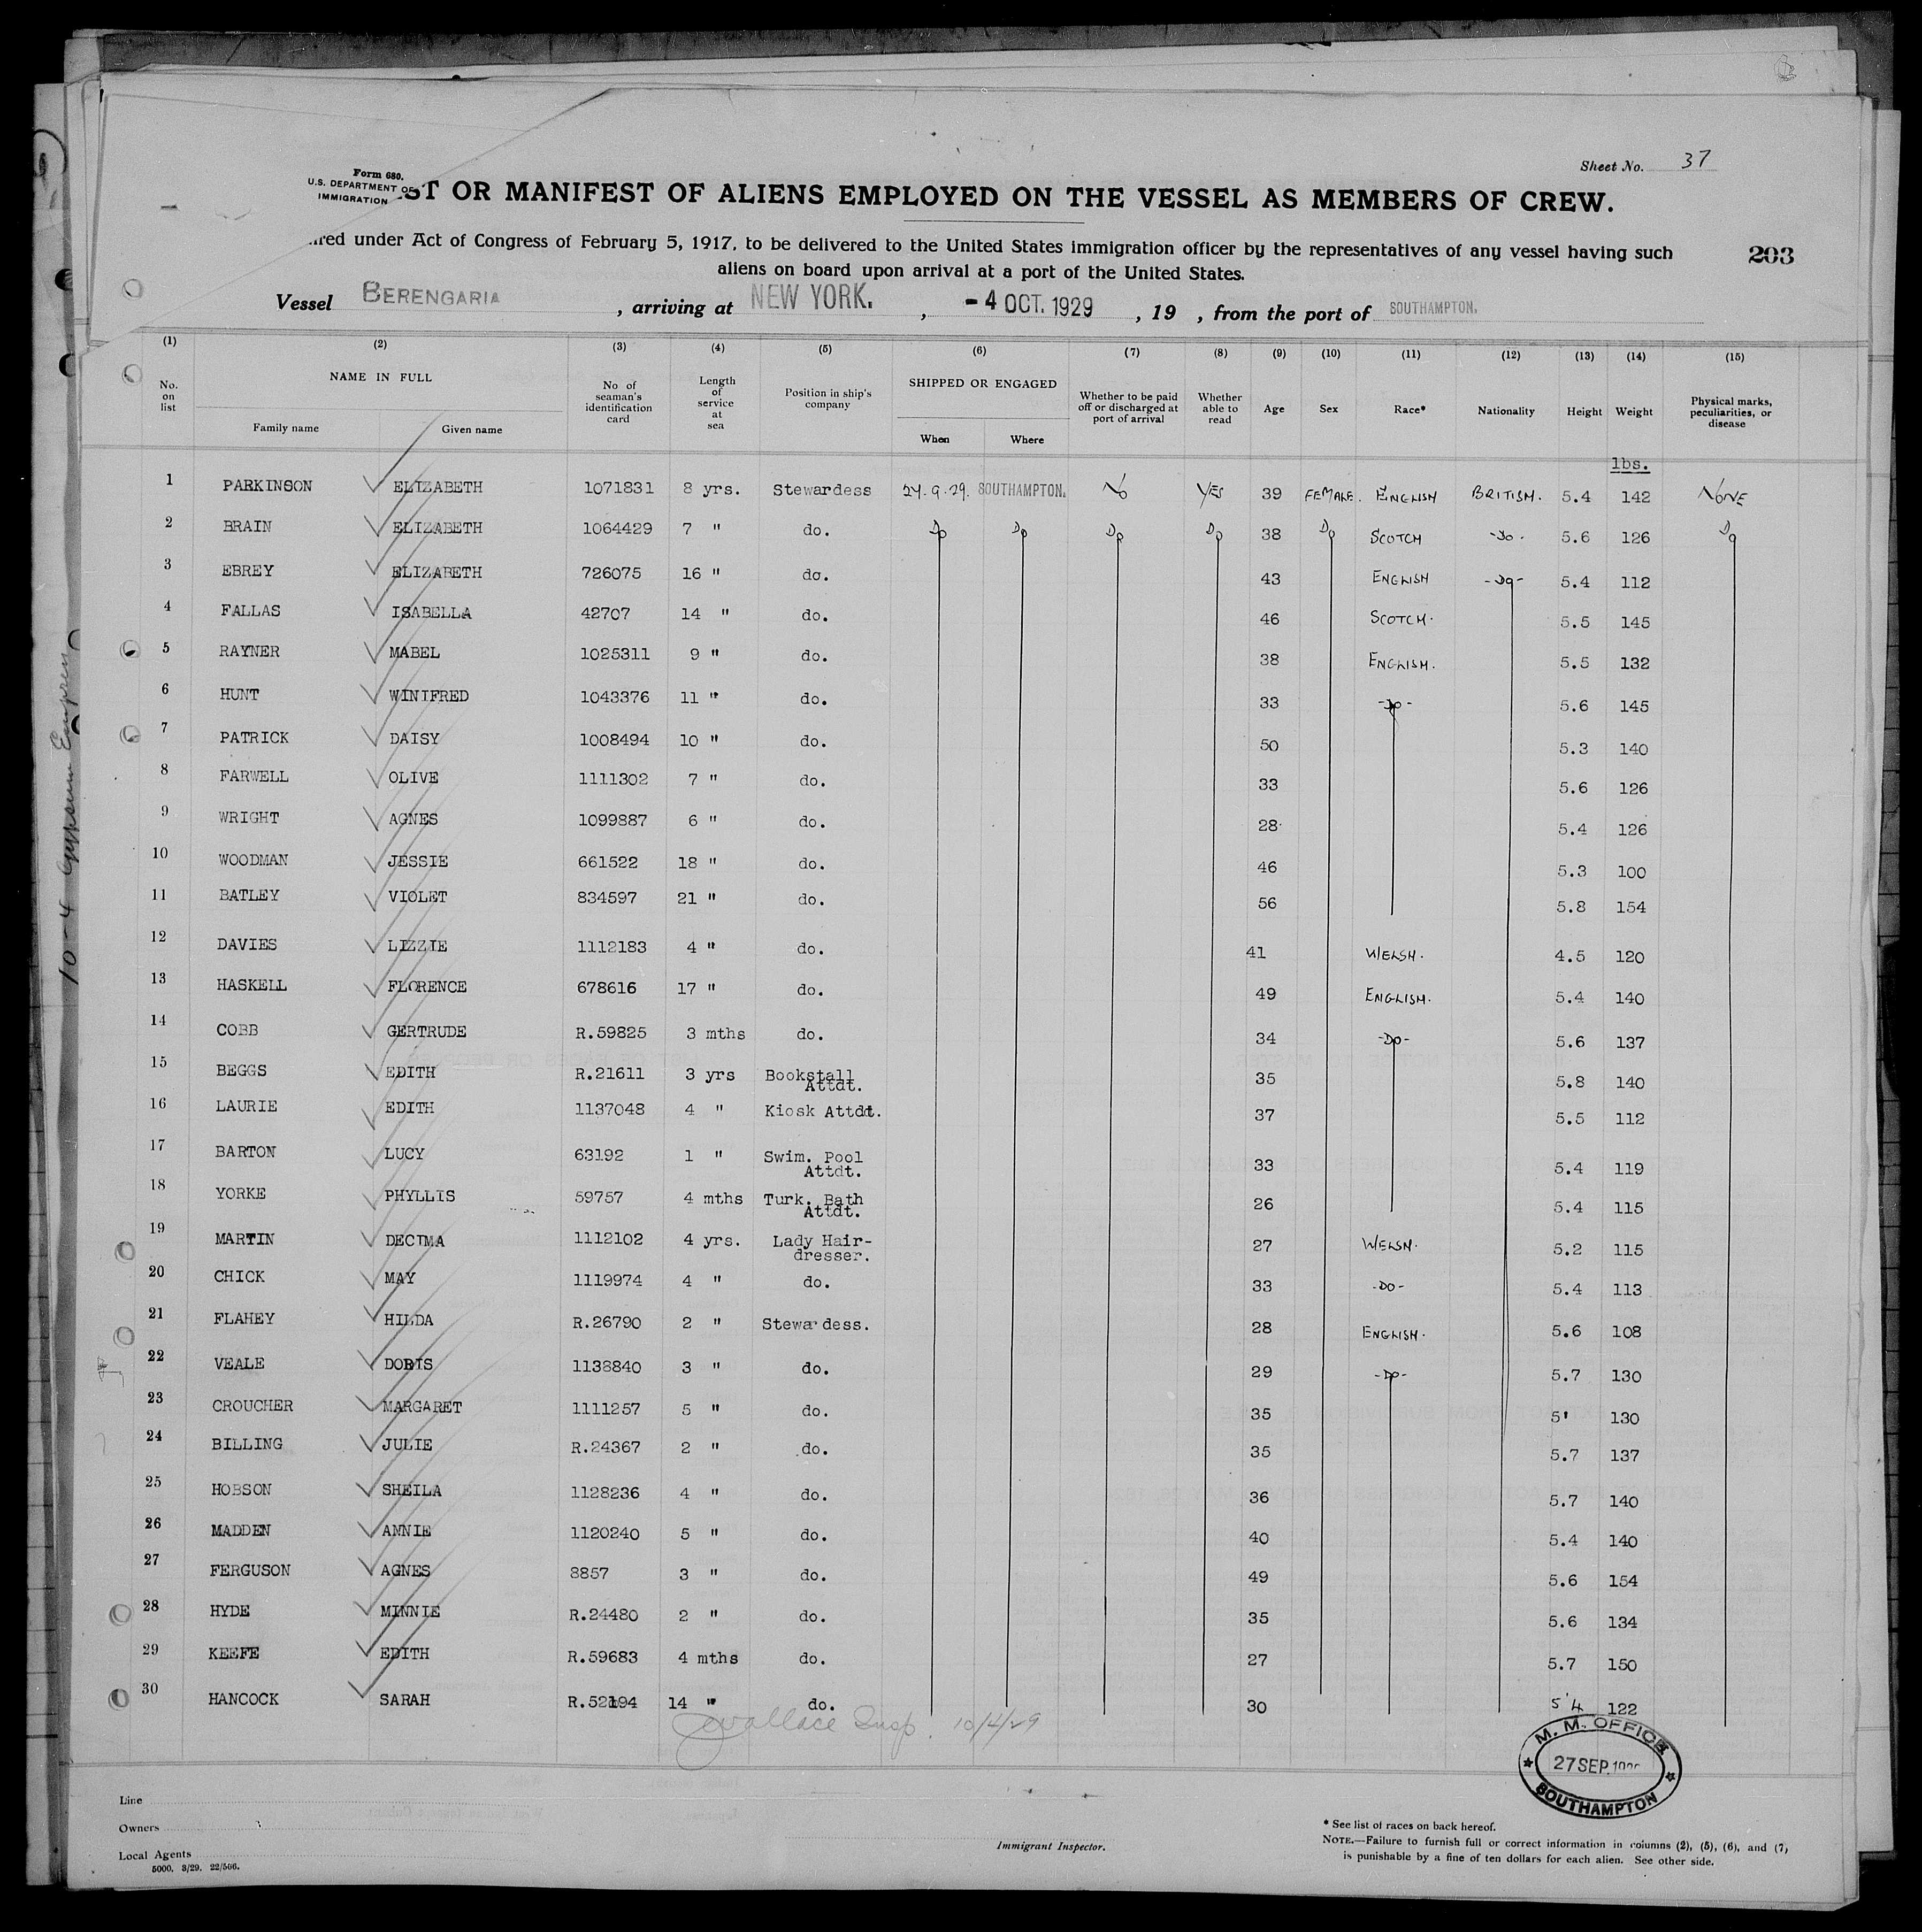 Sheet No. 37
Form 680.
U.S. DEPARTMENT OF
IMMIGRATION
ST OR MANIFEST OF ALIENS EMPLOYED ON THE VESSEL AS MEMBERS OF CREW.
red under Act of Congress of February 5, 1917, to be delivered to the United States immigration officer by the representatives of any vessel having such
aliens on board upon arrival at a port of the United States.
203
Vessel BERENGARIA, arriving at NEW YORK., -4 OCT. 1929, 19 , from the port of SOUTHAMPTON.
(1) (2) (3) (4) (5) (6) (7) (8) (9) (10) (11) (12) (13) (14) (15)
No. on list NAME IN FULL Family name Given name No of seaman's identification card Length of service at sea Position in ship's company SHIPPED OR ENGAGED When Where Whether to be paid off or discharged at port of arrival Whether able to read Age Sex Race* Nationality Height Weight Physical marks, peculiarities, or disease
lbs.
1 PARKINSON ELIZABETH 1071831 8 yrs. Stewardess 27.9.29. SOUTHAMPTON. No YES 39 FEMALE. ENGLISH BRITISH. 5.4 142 NONE
2 BRAIN ELIZABETH 1064429 7 " do. Do Do Do Do 38 Do SCOTCH -Do- 5.6 126 Do
3 EBREY ELIZABETH 726075 16 " do. 43 ENGLISH -Do- 5.4 112
4 FALLAS ISABELLA 42707 14 " do. 46 SCOTCH. 5.5 145
5 RAYNER MABEL 1025311 9 " do. 38 ENGLISH. 5.5 132
6 HUNT WINIFRED 1043376 11 " do. 33 -Do- 5.6 145
7 PATRICK DAISY 1008494 10 " do. 50 5.3 140
8 FARWELL OLIVE 1111302 7 " do. 33 5.6 126
9 WRIGHT AGNES 1099887 6 " do. 28 5.4 126
10 WOODMAN JESSIE 661522 18 " do. 46 5.3 100
11 BATLEY VIOLET 834597 21 " do. 56 5.8 154
12 DAVIES LIZZIE 1112183 4 " do. 41 WELSH. 4.5 120
13 HASKELL FLORENCE 678616 17 " do. 49 ENGLISH. 5.4 140
14 COBB GERTRUDE R.59825 3 mths do. 34 -Do- 5.6 137
15 BEGGS EDITH R.21611 3 yrs Bookstall Attdt. 35 5.8 140
16 LAURIE EDITH 1137048 4 " Kiosk Attdt. 37 5.5 112
17 BARTON LUCY 63192 1 " Swim. Pool Attdt. 33 5.4 119
18 YORKE PHYLLIS 59757 4 mths Turk. Bath Attdt. 26 5.4 115
19 MARTIN DECIMA 1112102 4 yrs. Lady Hair-dresser. 27 WELSH. 5.2 115
20 CHICK MAY 1119974 4 " do. 33 -DO- 5.4 113
21 FLAHEY HILDA R.26790 2 " Stewardess. 28 ENGLISH. 5.6 108
22 VEALE DORIS 1138840 3 " do. 29 -Do- 5.7 130
23 CROUCHER MARGARET 1111257 5 " do. 35 5' 130
24 BILLING JULIE R.24367 2 " do. 35 5.7 137
25 HOBSON SHEILA 1128236 4 " do. 36 5.7 140
26 MADDEN ANNIE 1120240 5 " do. 40 5.4 140
27 FERGUSON AGNES 8857 3 " do. 49 5.6 154
28 HYDE MINNIE R.24480 2 " do. 35 5.6 134
29 KEEFE EDITH R.59683 4 mths do. 27 5.7 150
30 HANCOCK SARAH R.52194 14 " do. 30 5'4 122
Wallace Insp. 10/4/29
M. M. OFFICE
27 SEP.
SOUTHAMPTON
Line
Owners
Local Agents
5000. 3/29. 22/506.
Immigrant Inspector.
* See list of races on back hereof.
NOTE.—Failure to furnish full or correct information in columns (2), (5), (6), and (7,
is punishable by a fine of ten dollars for each alien. See other side.
10-4